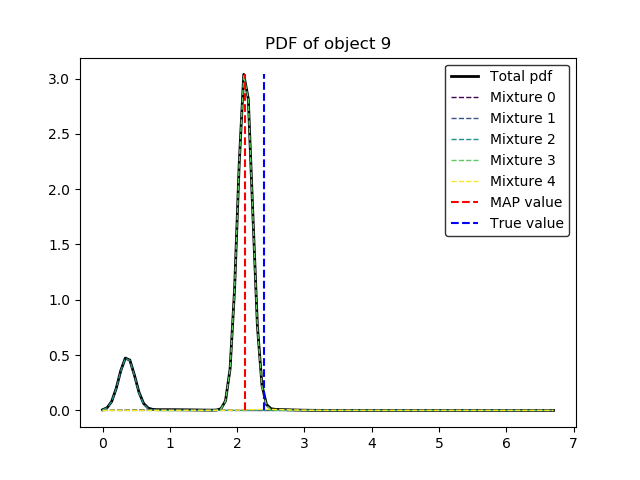 PDF of object 9
Total pdf
Mixture 0
Mixture 1
Mixture 2
Mixture 3
Mixture 4
MAP value
True value
3.0
2.5
2.0
1.5
1.0
0.5
0.0
0 1 2 3 4 5 6 7